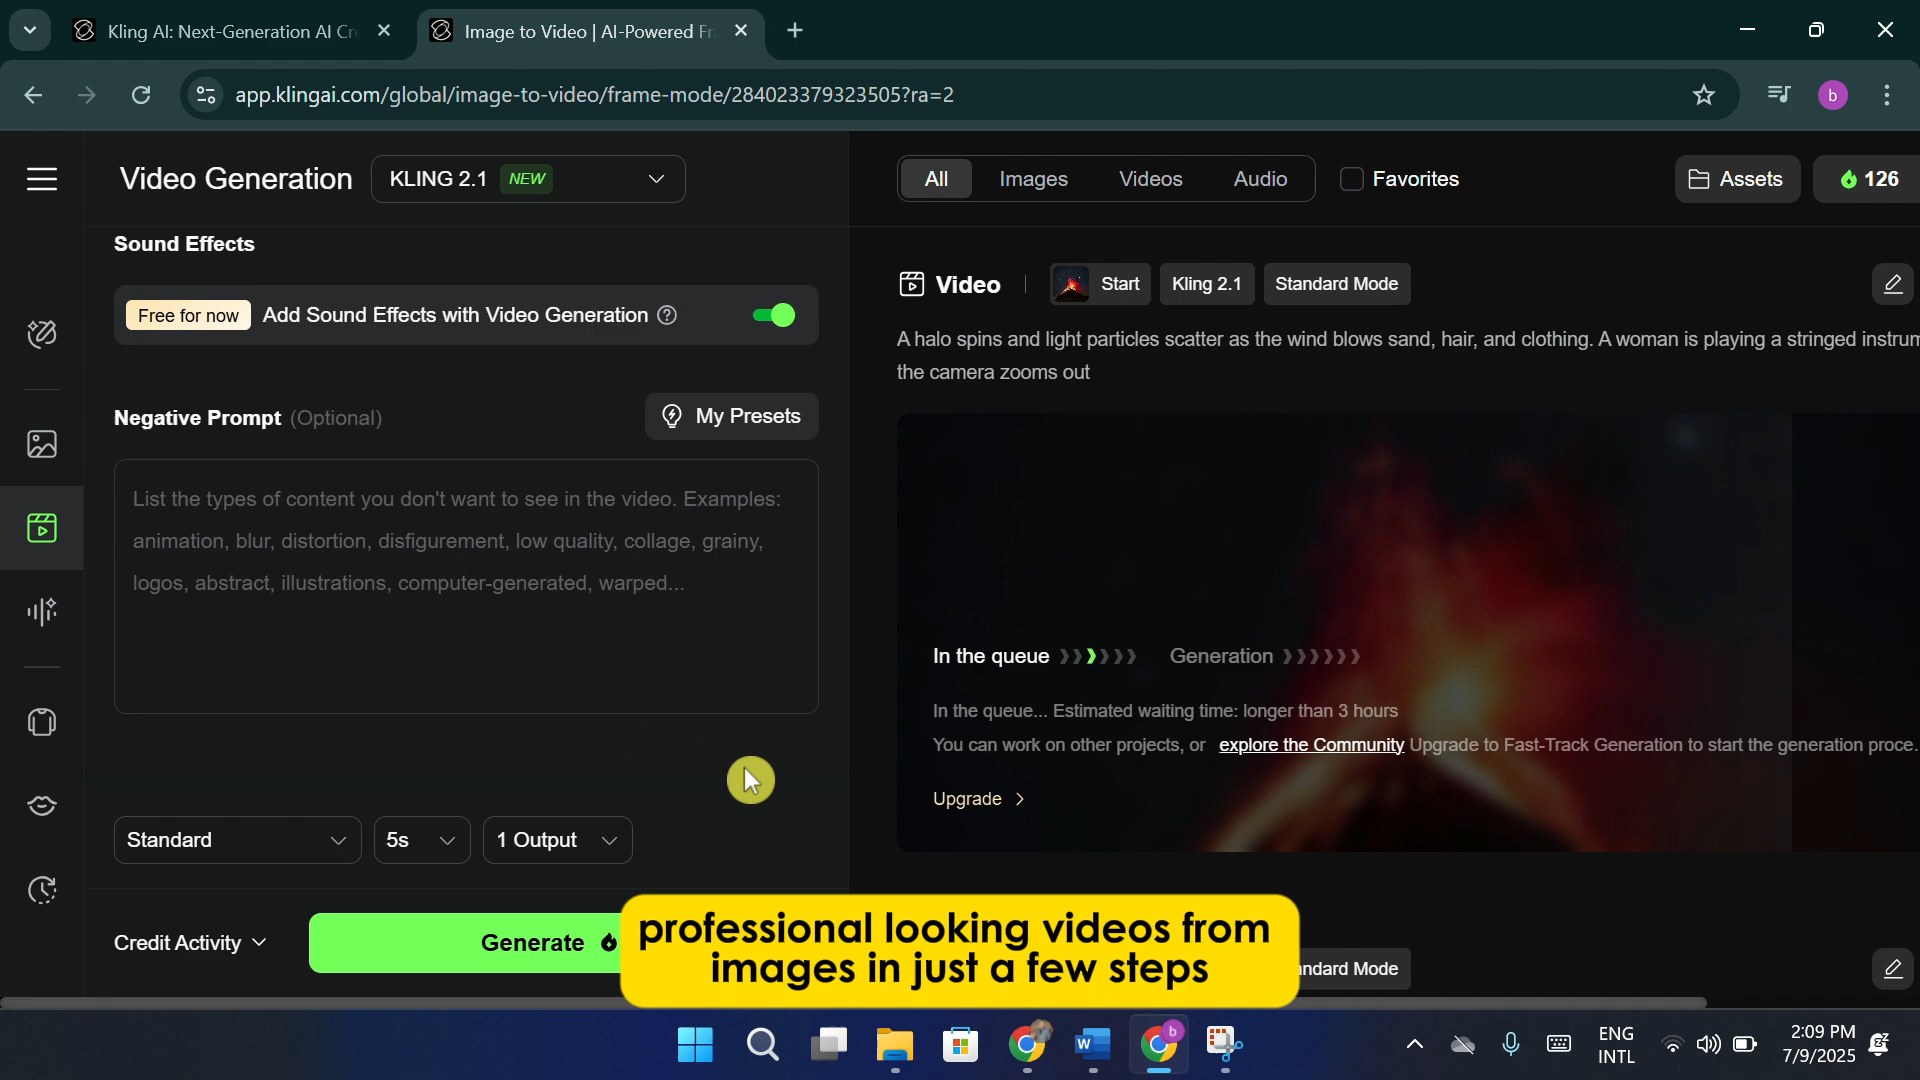 Kling AI: Next-Generation AI Cr
Image to Video | AI-Powered Fr
app.klingai.com/global/image-to-video/frame-mode/284023379323505?ra=2
b
Video Generation
KLING 2.1 NEW
All
Images
Videos
Audio
Favorites
Assets
126
Sound Effects
Free for now
Add Sound Effects with Video Generation
Negative Prompt (Optional)
My Presets
List the types of content you don't want to see in the video. Examples:
animation, blur, distortion, disfigurement, low quality, collage, grainy,
logos, abstract, illustrations, computer-generated, warped...
Standard
5s
1 Output
Credit Activity
Generate
Video
Start
Kling 2.1
Standard Mode
A halo spins and light particles scatter as the wind blows sand, hair, and clothing. A woman is playing a stringed instrum
the camera zooms out
In the queue
Generation
In the queue... Estimated waiting time: longer than 3 hours
You can work on other projects, or explore the Community Upgrade to Fast-Track Generation to start the generation proce...
Upgrade
ndard Mode
professional looking videos from
images in just a few steps
W
b
ENG
INTL
2:09 PM
7/9/2025